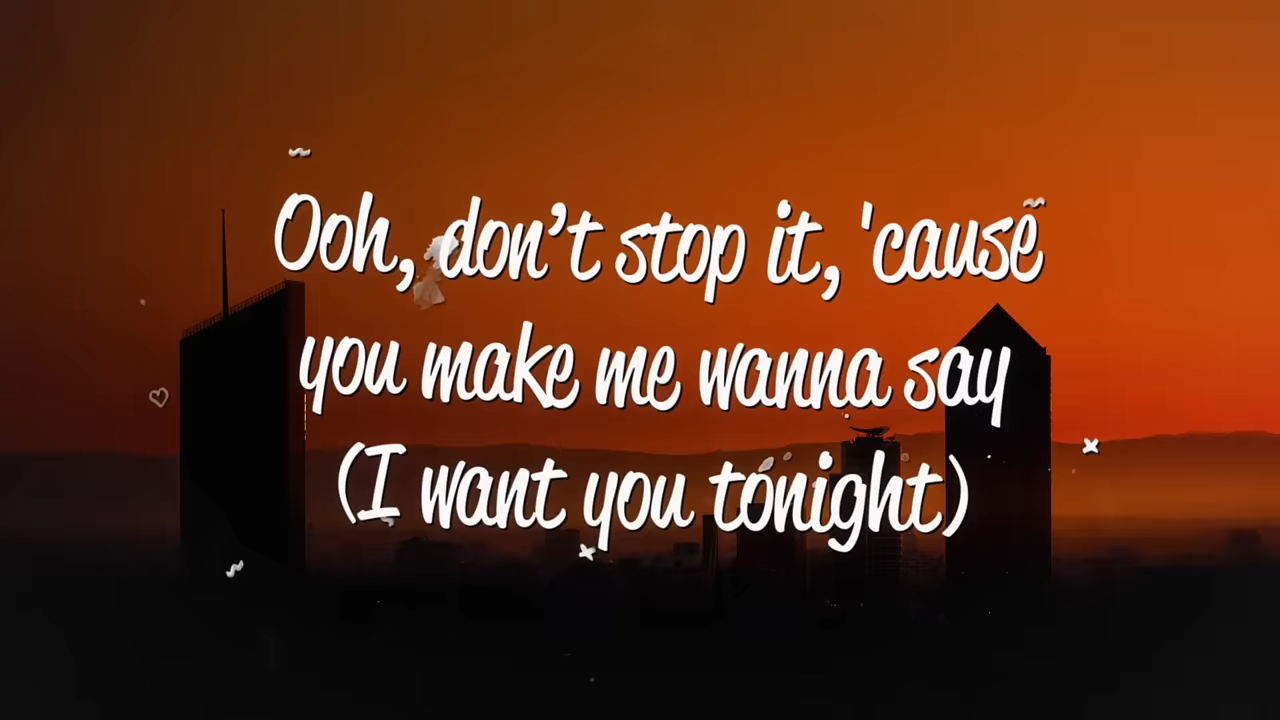 Ooh, don’t stop it, 'cause
you make me wanna say
(I want you tonight)